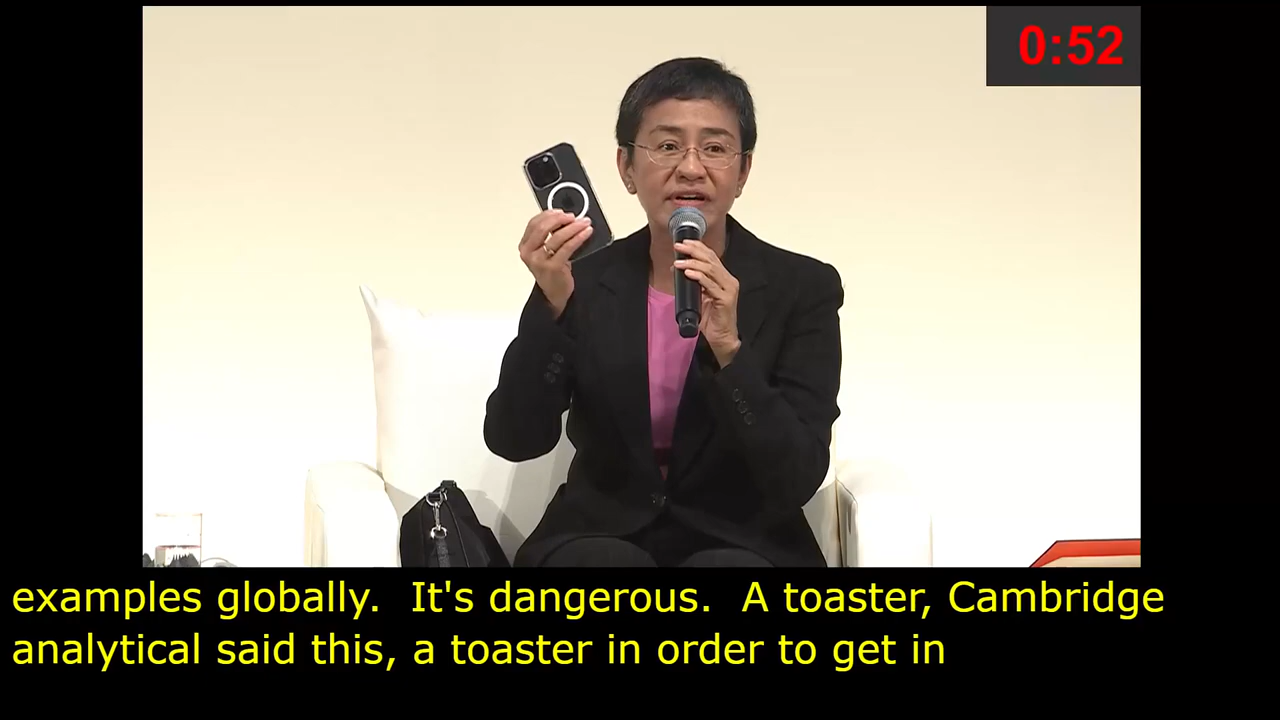 0:52
examples globally.  It's dangerous.  A toaster, Cambridge
analytical said this, a toaster in order to get in